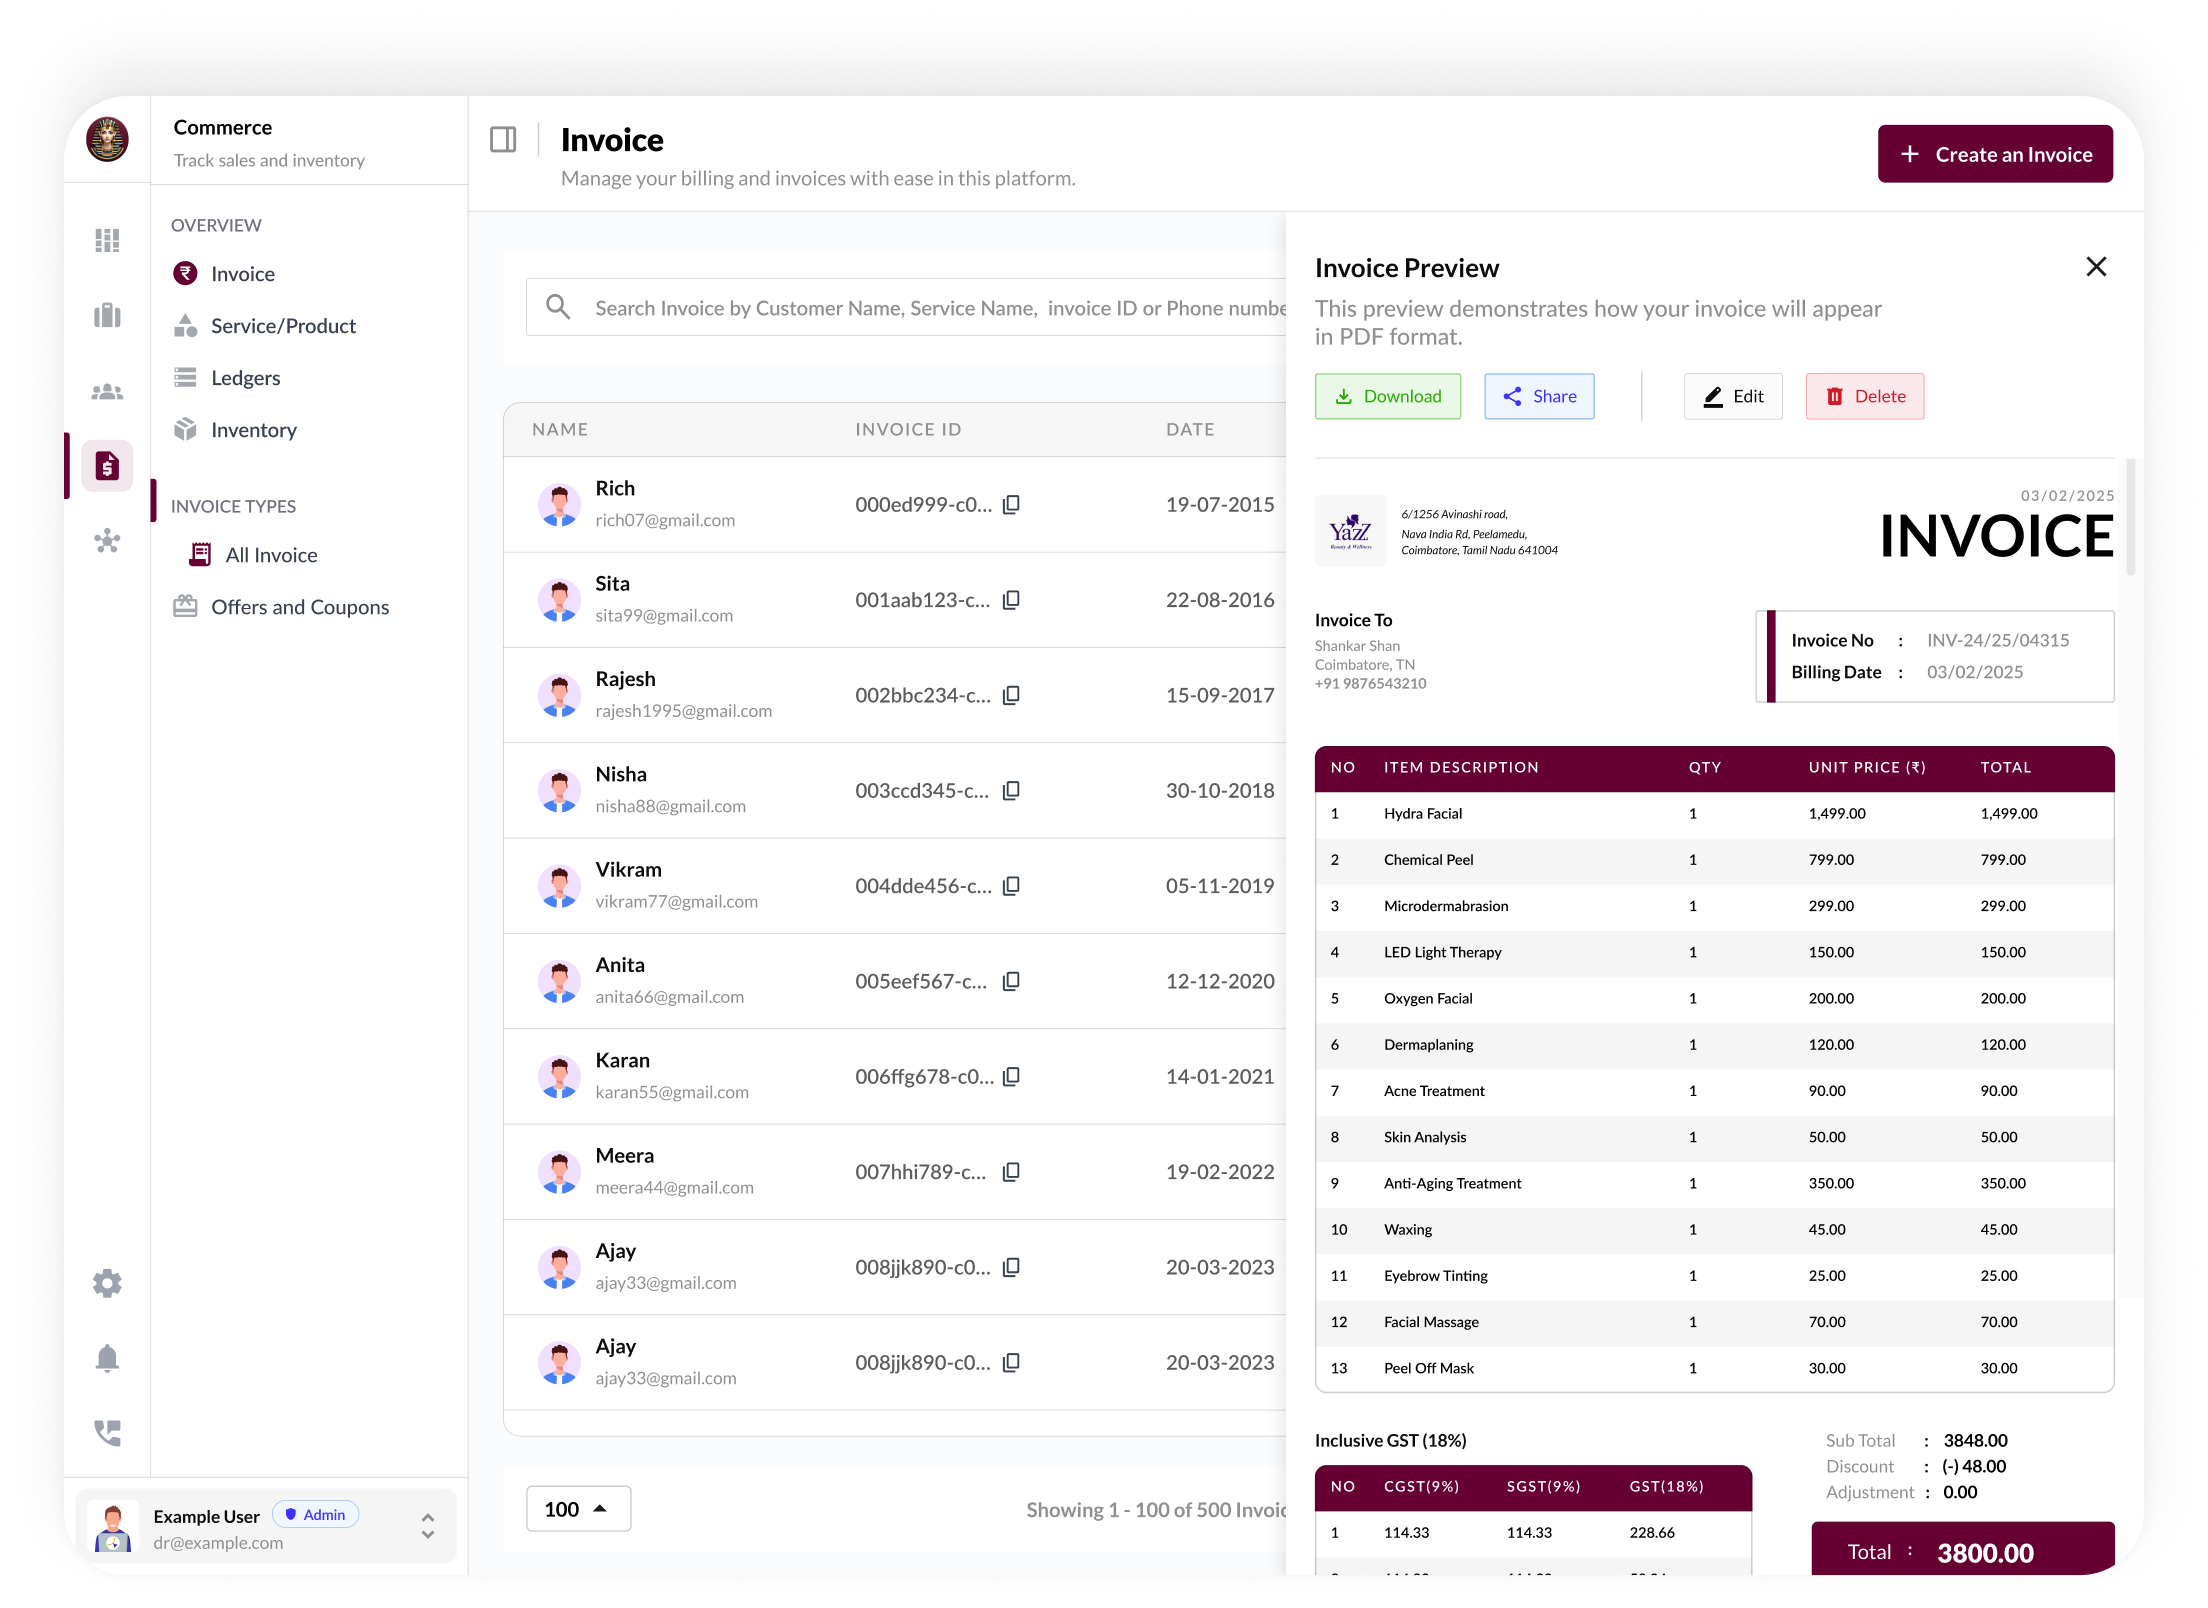 Commerce
Track sales and inventory
OVERVIEW
Invoice
Service/Product
Ledgers
Inventory
INVOICE TYPES
All Invoice
Offers and Coupons
Example User
Admin
dr@example.com
Invoice
Manage your billing and invoices with ease in this platform.
+ Create an Invoice
Search Invoice by Customer Name, Service Name, invoice ID or Phone numbe
NAME INVOICE ID DATE
Rich
rich07@gmail.com
000ed999-c0... 19-07-2015
Sita
sita99@gmail.com
001aab123-c... 22-08-2016
Rajesh
rajesh1995@gmail.com
002bbc234-c... 15-09-2017
Nisha
nisha88@gmail.com
003ccd345-c... 30-10-2018
Vikram
vikram77@gmail.com
004dde456-c... 05-11-2019
Anita
anita66@gmail.com
005eef567-c... 12-12-2020
Karan
karan55@gmail.com
006ffg678-c0... 14-01-2021
Meera
meera44@gmail.com
007hhi789-c... 19-02-2022
Ajay
ajay33@gmail.com
008jjk890-c0... 20-03-2023
Ajay
ajay33@gmail.com
008jjk890-c0... 20-03-2023
100
Showing 1 - 100 of 500 Invoic
Invoice Preview
This preview demonstrates how your invoice will appear
in PDF format.
Download Share Edit Delete
YazZ
Beauty & Wellness
6/1256 Avinashi road,
Nava India Rd, Peelamedu,
Coimbatore, Tamil Nadu 641004
03/02/2025
INVOICE
Invoice To
Shankar Shan
Coimbatore, TN
+91 9876543210
Invoice No : INV-24/25/04315
Billing Date : 03/02/2025
NO ITEM DESCRIPTION QTY UNIT PRICE (₹) TOTAL
1 Hydra Facial 1 1,499.00 1,499.00
2 Chemical Peel 1 799.00 799.00
3 Microdermabrasion 1 299.00 299.00
4 LED Light Therapy 1 150.00 150.00
5 Oxygen Facial 1 200.00 200.00
6 Dermaplaning 1 120.00 120.00
7 Acne Treatment 1 90.00 90.00
8 Skin Analysis 1 50.00 50.00
9 Anti-Aging Treatment 1 350.00 350.00
10 Waxing 1 45.00 45.00
11 Eyebrow Tinting 1 25.00 25.00
12 Facial Massage 1 70.00 70.00
13 Peel Off Mask 1 30.00 30.00
Inclusive GST (18%)
NO CGST(9%) SGST(9%) GST(18%)
1 114.33 114.33 228.66
Sub Total : 3848.00
Discount : (-) 48.00
Adjustment : 0.00
Total : 3800.00